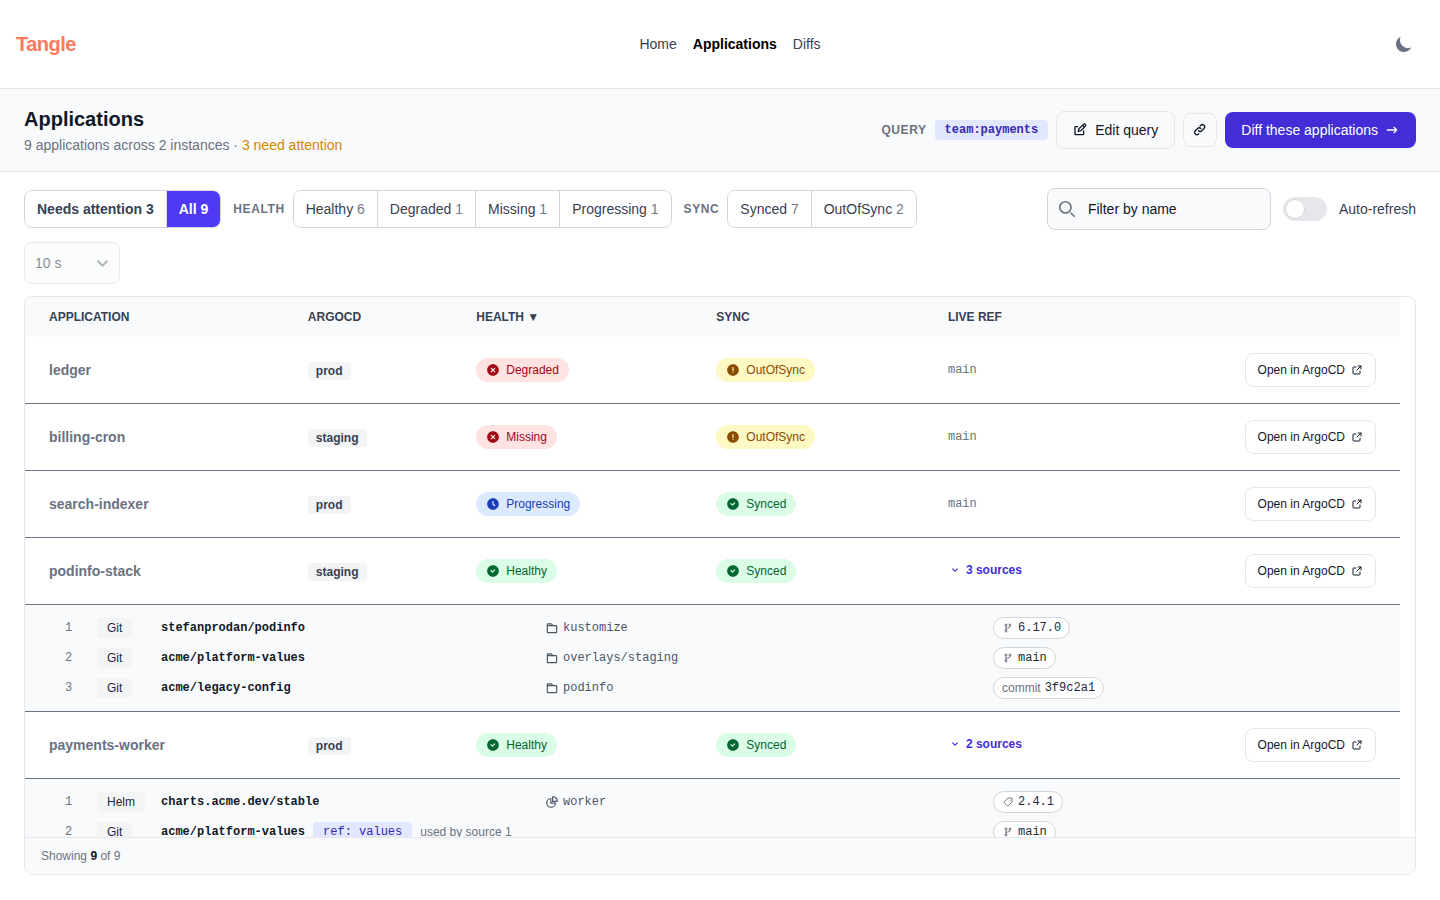 Tangle
Home Applications Diffs
Applications
9 applications across 2 instances · 3 need attention
QUERY team:payments Edit query Diff these applications →
Needs attention 3 All 9 HEALTH Healthy 6 Degraded 1 Missing 1 Progressing 1 SYNC Synced 7 OutOfSync 2 Filter by name Auto-refresh
10 s
APPLICATION ARGOCD HEALTH ▼ SYNC LIVE REF
ledger prod Degraded OutOfSync main Open in ArgoCD
billing-cron staging Missing OutOfSync main Open in ArgoCD
search-indexer prod Progressing Synced main Open in ArgoCD
podinfo-stack staging Healthy Synced 3 sources Open in ArgoCD
1 Git stefanprodan/podinfo kustomize 6.17.0
2 Git acme/platform-values overlays/staging main
3 Git acme/legacy-config podinfo commit 3f9c2a1
payments-worker prod Healthy Synced 2 sources Open in ArgoCD
1 Helm charts.acme.dev/stable worker 2.4.1
2 Git acme/platform-values ref: values used by source 1 main
Showing 9 of 9